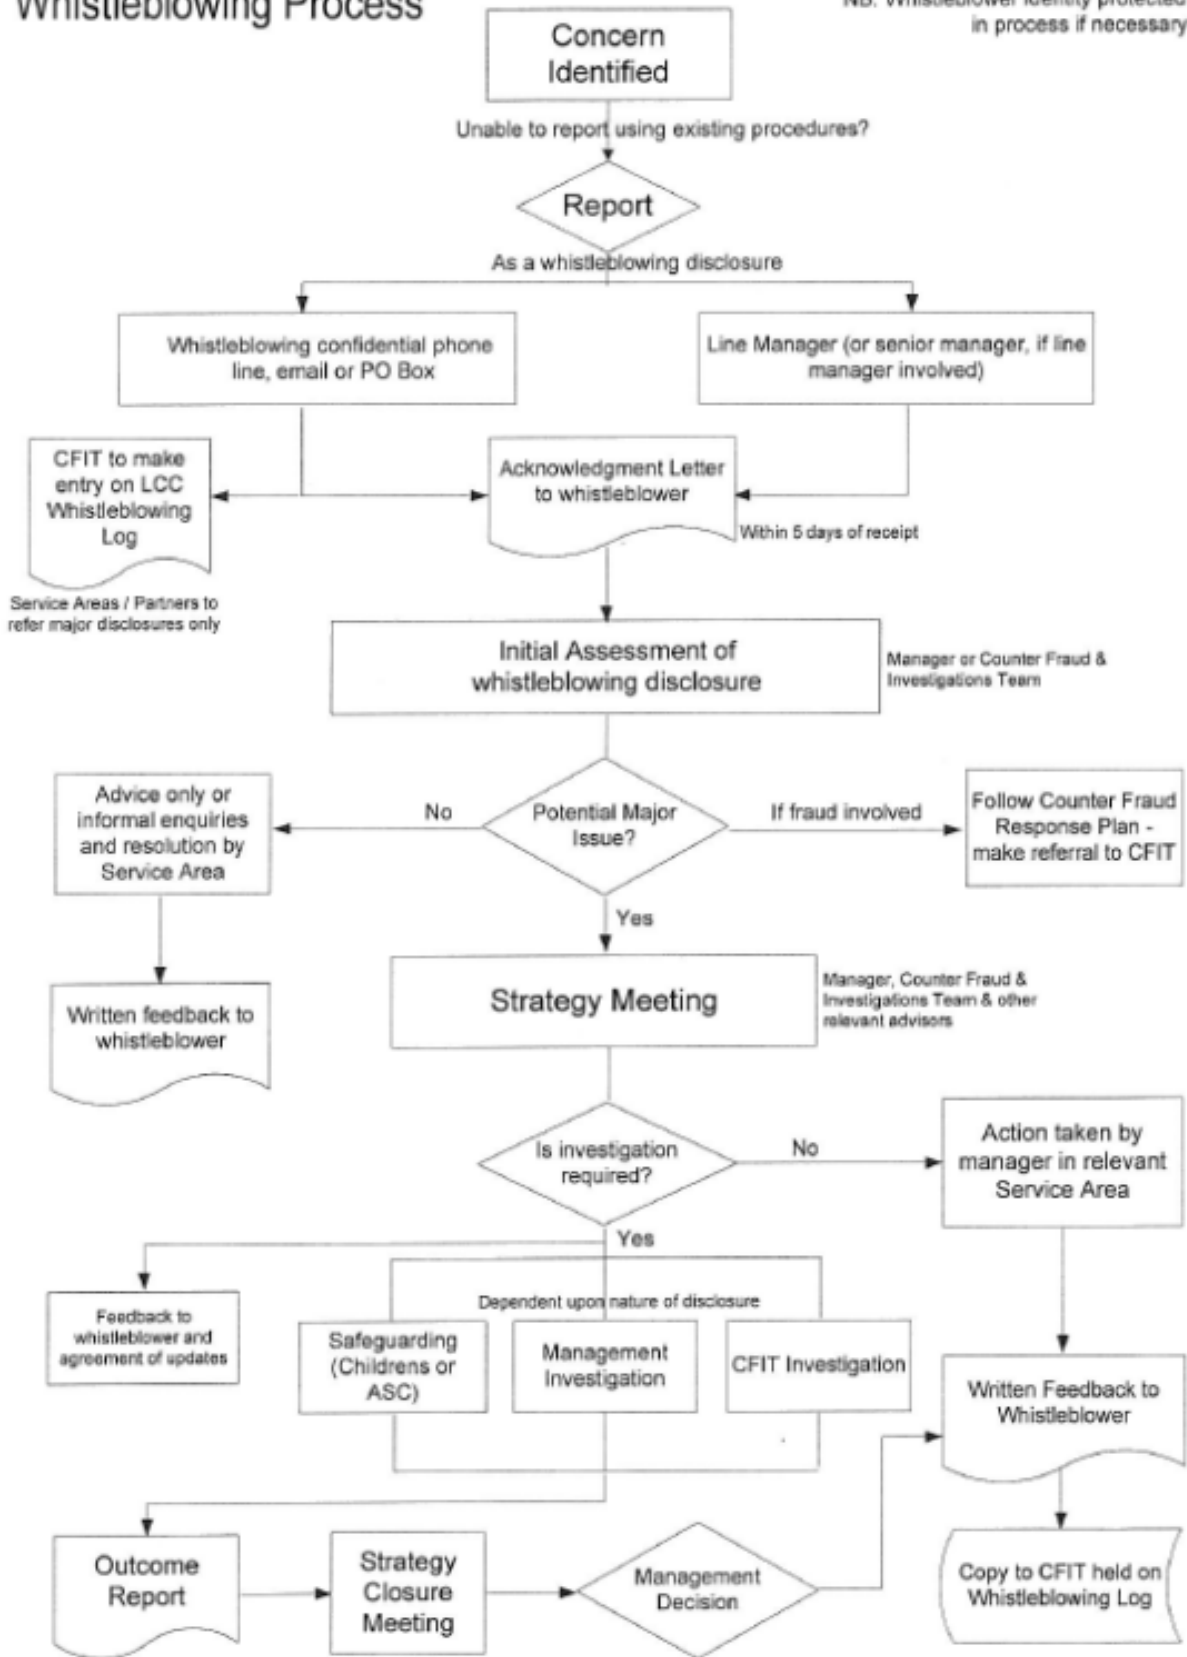 Whistleblowing Process
NB: Whistleblower identity protected
in process if necessary
Concern
Identified
Unable to report using existing procedures?
Report
As a whistleblowing disclosure
Whistleblowing confidential phone
line, email or PO Box
Line Manager (or senior manager, if line
manager involved)
CFIT to make
entry on LCC
Whistleblowing
Log
Acknowledgment Letter
to whistleblower
Within 5 days of receipt
Service Areas / Partners to
refer major disclosures only
Initial Assessment of
whistleblowing disclosure
Manager or Counter Fraud &
Investigations Team
Advice only or
informal enquiries
and resolution by
Service Area
No
Potential Major
Issue?
If fraud involved
Follow Counter Fraud
Response Plan -
make referral to CFIT
Yes
Written feedback to
whistleblower
Strategy Meeting
Manager, Counter Fraud &
Investigations Team & other
relevant advisors
Is investigation
required?
No
Action taken by
manager in relevant
Service Area
Yes
Feedback to
whistleblower and
agreement of updates
Dependent upon nature of disclosure
Safeguarding
(Childrens or
ASC)
Management
Investigation
CFIT Investigation
Written Feedback to
Whistleblower
Outcome
Report
Strategy
Closure
Meeting
Management
Decision
Copy to CFIT held on
Whistleblowing Log